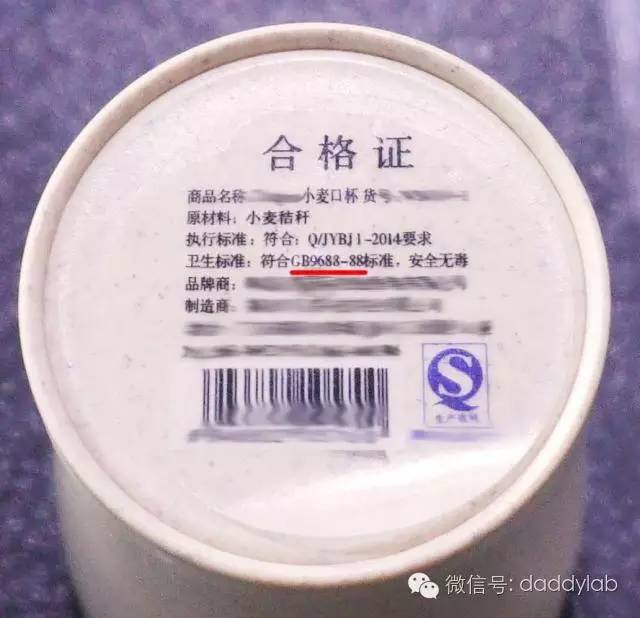 合格证
商品名称 小麦口杯 货号
原材料：小麦秸秆
执行标准：符合：Q/JYBJ1-2014要求
卫生标准：符合GB9688-88标准，安全无毒
品牌商：
制造商：
生产许可
微信号: daddylab